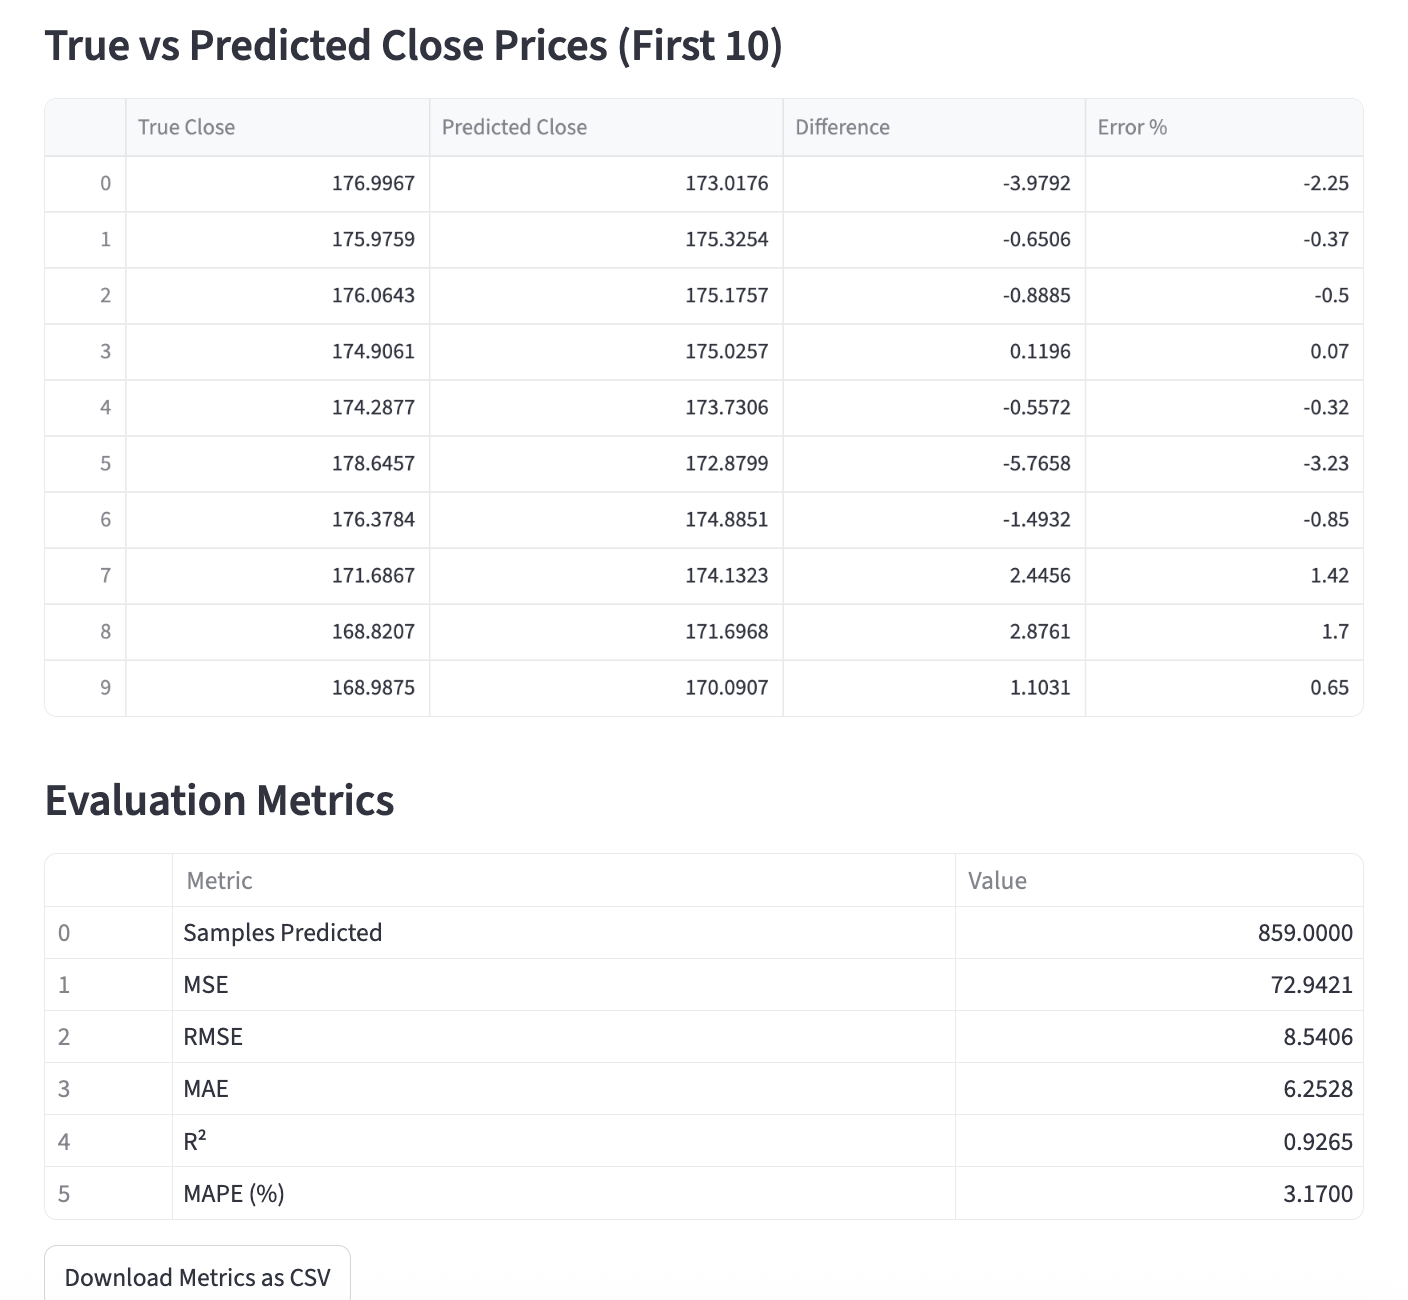 True vs Predicted Close Prices (First 10)
True Close Predicted Close Difference Error %
0 176.9967 173.0176 -3.9792 -2.25
1 175.9759 175.3254 -0.6506 -0.37
2 176.0643 175.1757 -0.8885 -0.5
3 174.9061 175.0257 0.1196 0.07
4 174.2877 173.7306 -0.5572 -0.32
5 178.6457 172.8799 -5.7658 -3.23
6 176.3784 174.8851 -1.4932 -0.85
7 171.6867 174.1323 2.4456 1.42
8 168.8207 171.6968 2.8761 1.7
9 168.9875 170.0907 1.1031 0.65
Evaluation Metrics
Metric Value
0 Samples Predicted 859.0000
1 MSE 72.9421
2 RMSE 8.5406
3 MAE 6.2528
4 R² 0.9265
5 MAPE (%) 3.1700
Download Metrics as CSV